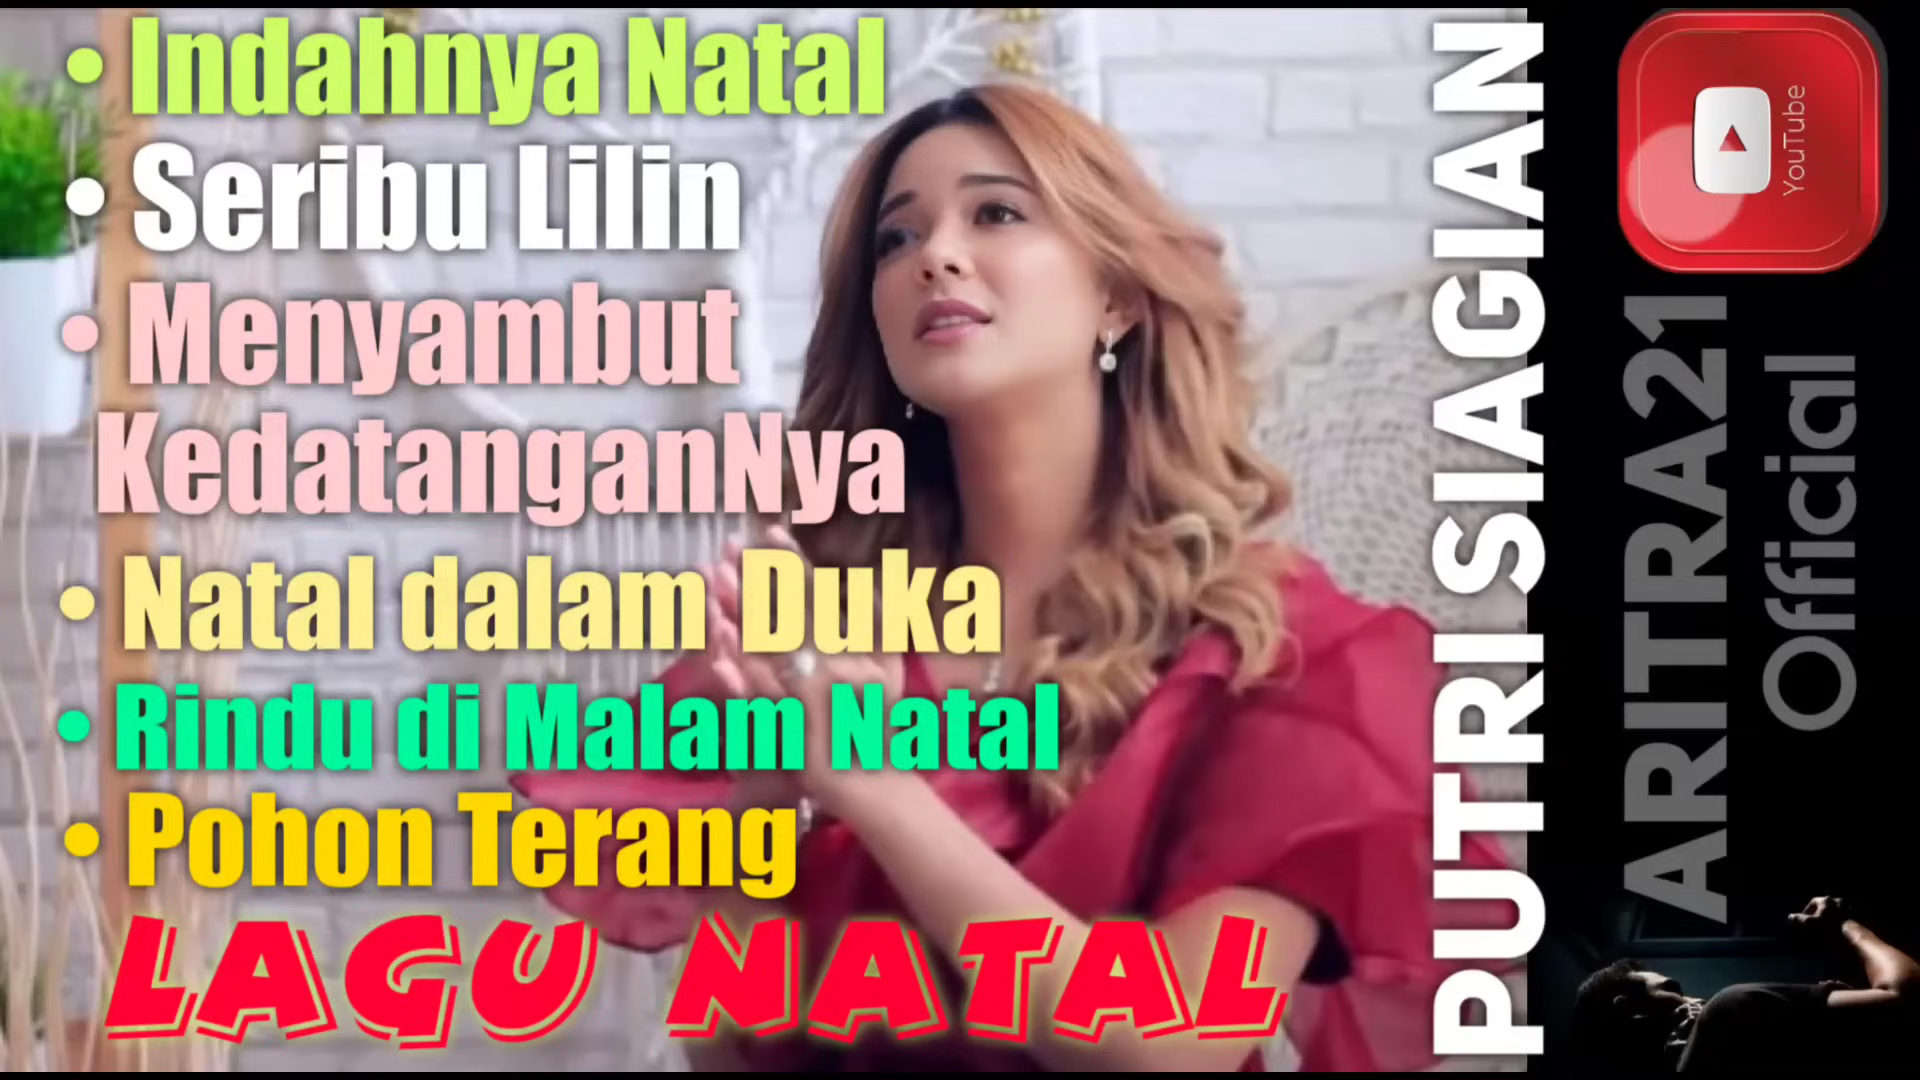 • Indahnya Natal
• Seribu Lilin
• Menyambut
KedatanganNya
• Natal dalam Duka
• Rindu di Malam Natal
• Pohon Terang
LAGU NATAL
PUTRI SIAGIAN
YouTube
ARITRA21
Official